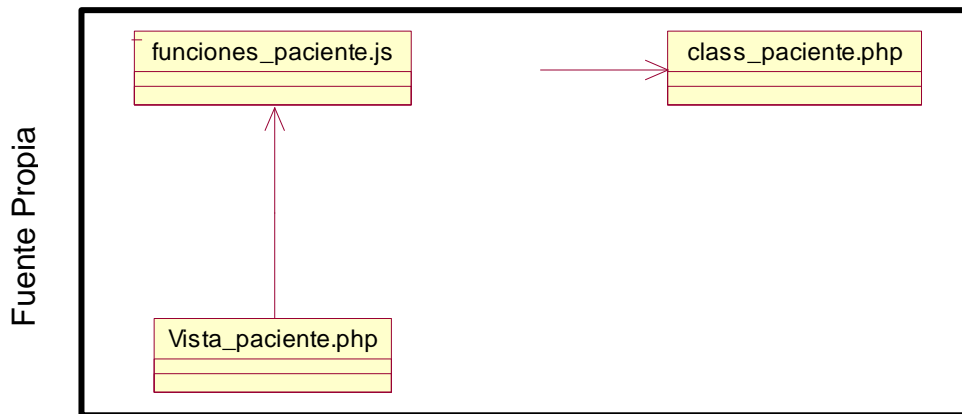 Fuente Propia
funciones_paciente.js
class_paciente.php
Vista_paciente.php